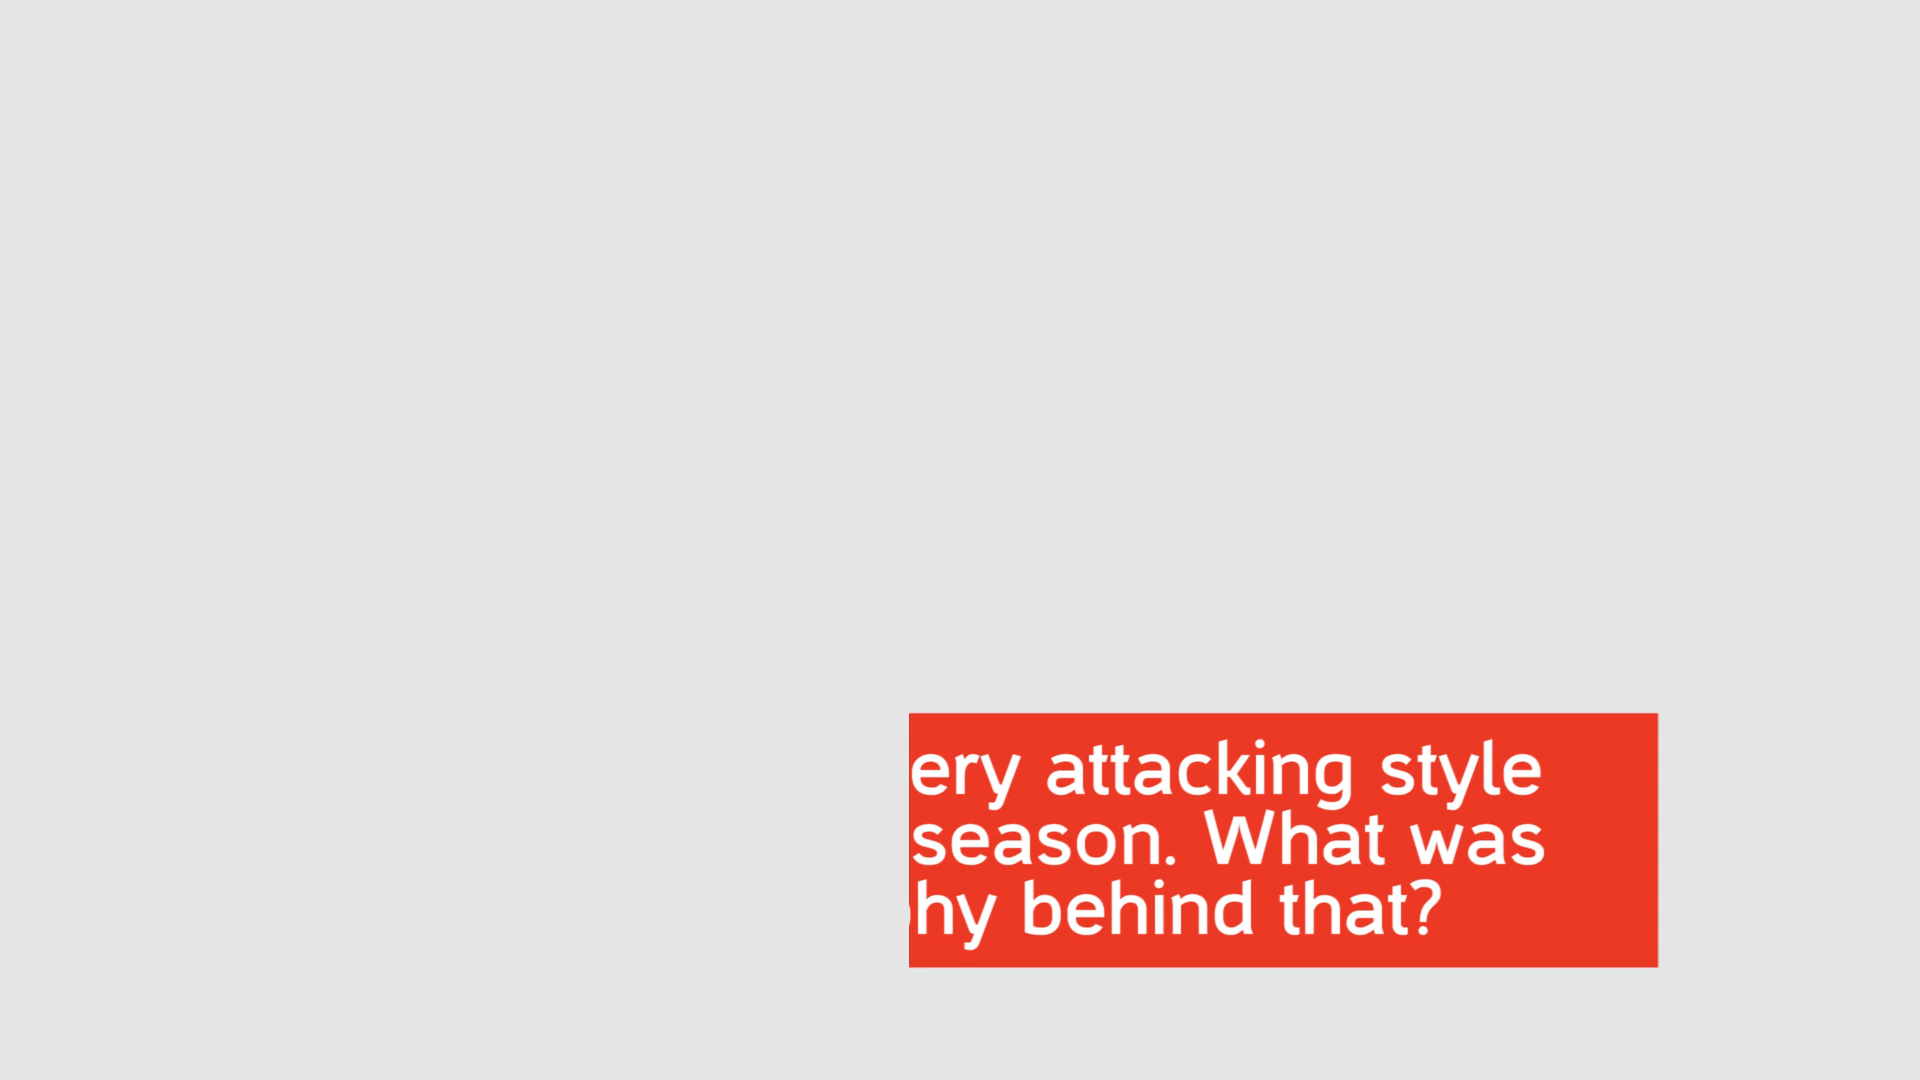 ery attacking style
season. What was
hy behind that?